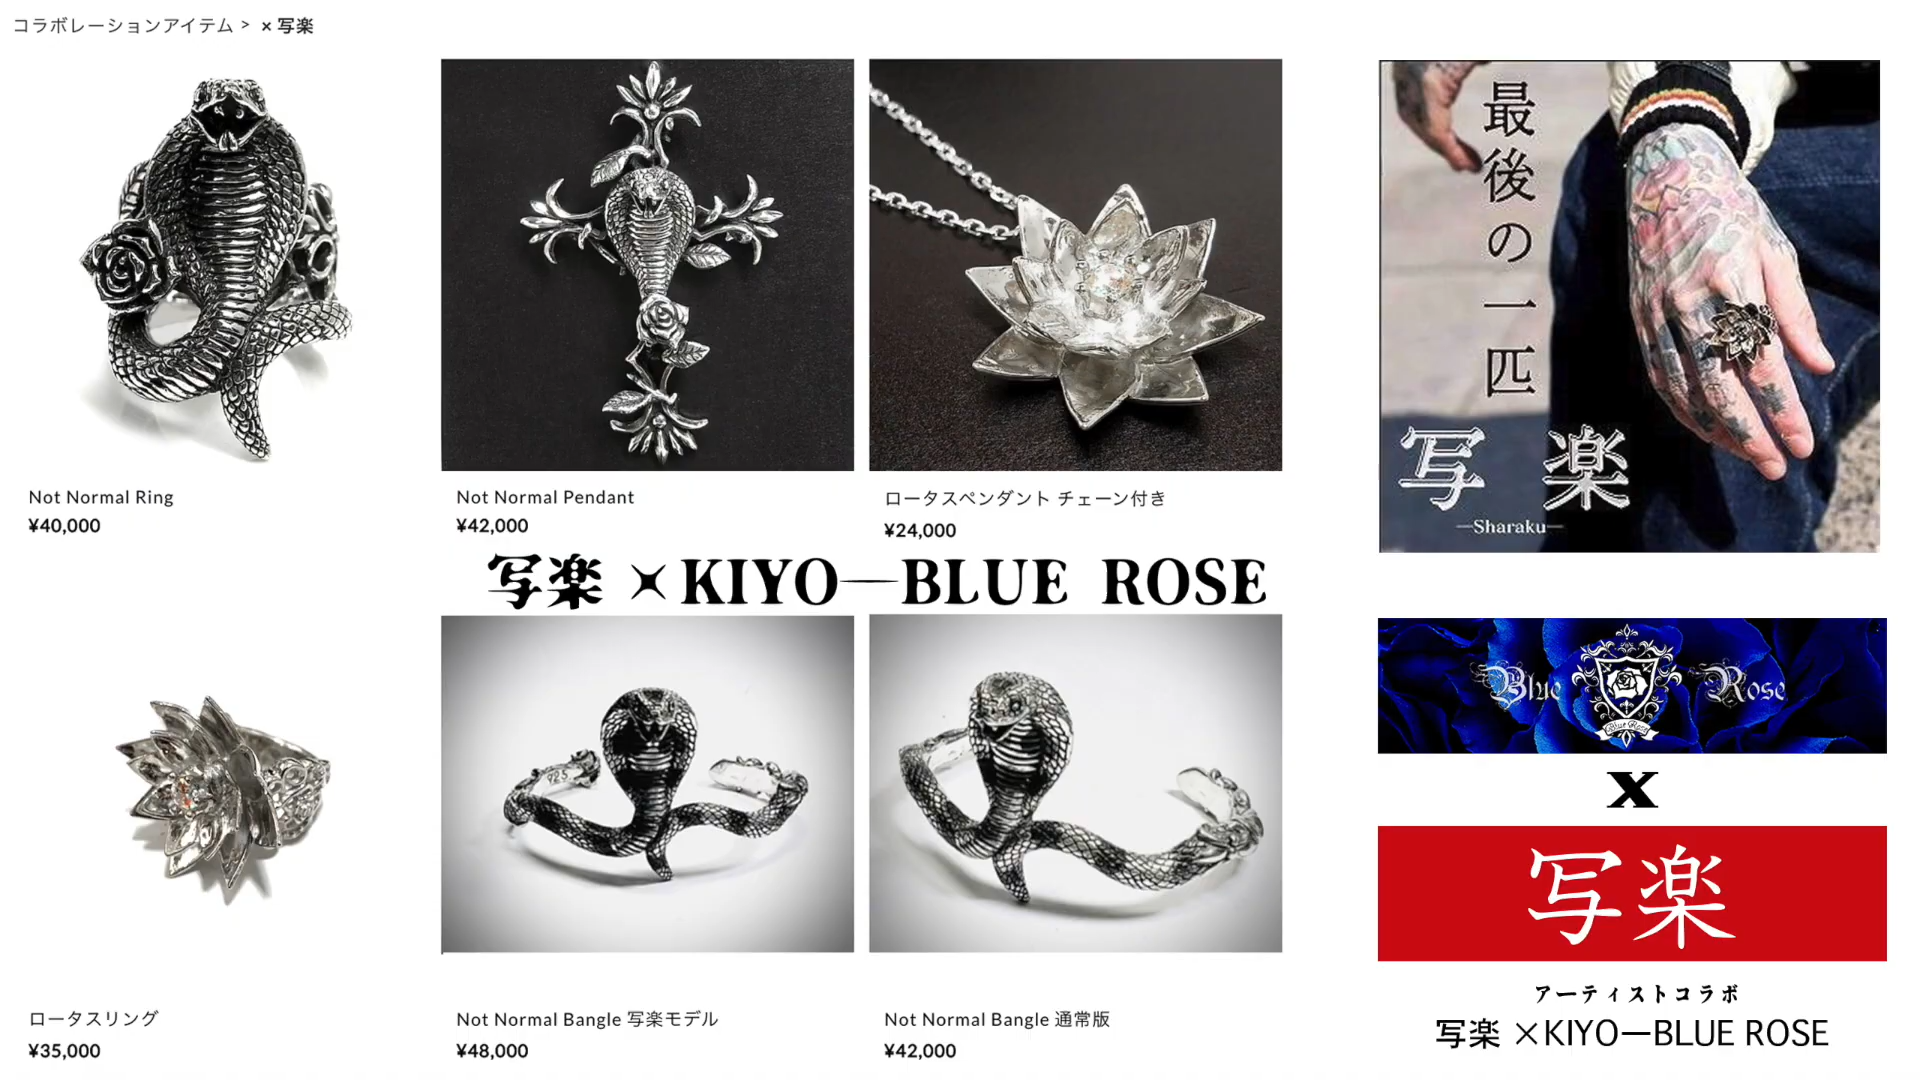 コラボレーションアイテム > × 写楽
Not Normal Ring
¥40,000
Not Normal Pendant
¥42,000
ロータスペンダント チェーン付き
¥24,000
写楽 ×KIYO—BLUE ROSE
ロータスリング
¥35,000
925
Not Normal Bangle 写楽モデル
¥48,000
Not Normal Bangle 通常版
¥42,000
最後の一匹
写楽
—Sharaku—
Blue Rose
Blue Rose
x
写楽
アーティストコラボ
写楽 ×KIYO—BLUE ROSE